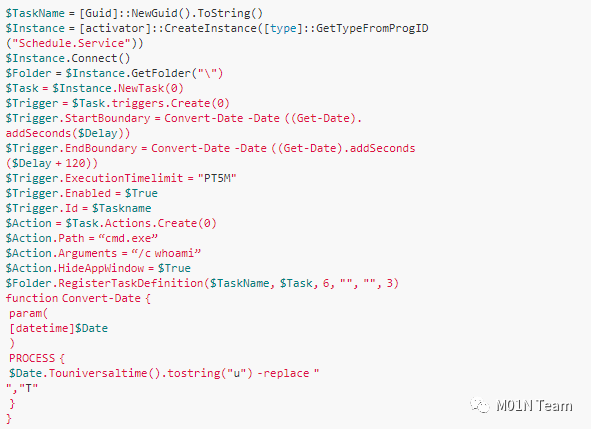 $TaskName = [Guid]::NewGuid().ToString()
$Instance = [activator]::CreateInstance([type]::GetTypeFromProgID
("Schedule.Service"))
$Instance.Connect()
$Folder = $Instance.GetFolder("\")
$Task = $Instance.NewTask(0)
$Trigger = $Task.triggers.Create(0)
$Trigger.StartBoundary = Convert-Date -Date ((Get-Date).
addSeconds($Delay))
$Trigger.EndBoundary = Convert-Date -Date ((Get-Date).addSeconds
($Delay + 120))
$Trigger.ExecutionTimelimit = "PT5M"
$Trigger.Enabled = $True
$Trigger.Id = $Taskname
$Action = $Task.Actions.Create(0)
$Action.Path = “cmd.exe”
$Action.Arguments = “/c whoami”
$Action.HideAppWindow = $True
$Folder.RegisterTaskDefinition($TaskName, $Task, 6, "", "", 3)
function Convert-Date {
param(
[datetime]$Date
)
PROCESS {
$Date.Touniversaltime().tostring("u") -replace "
","T"
}
}
M01N Team